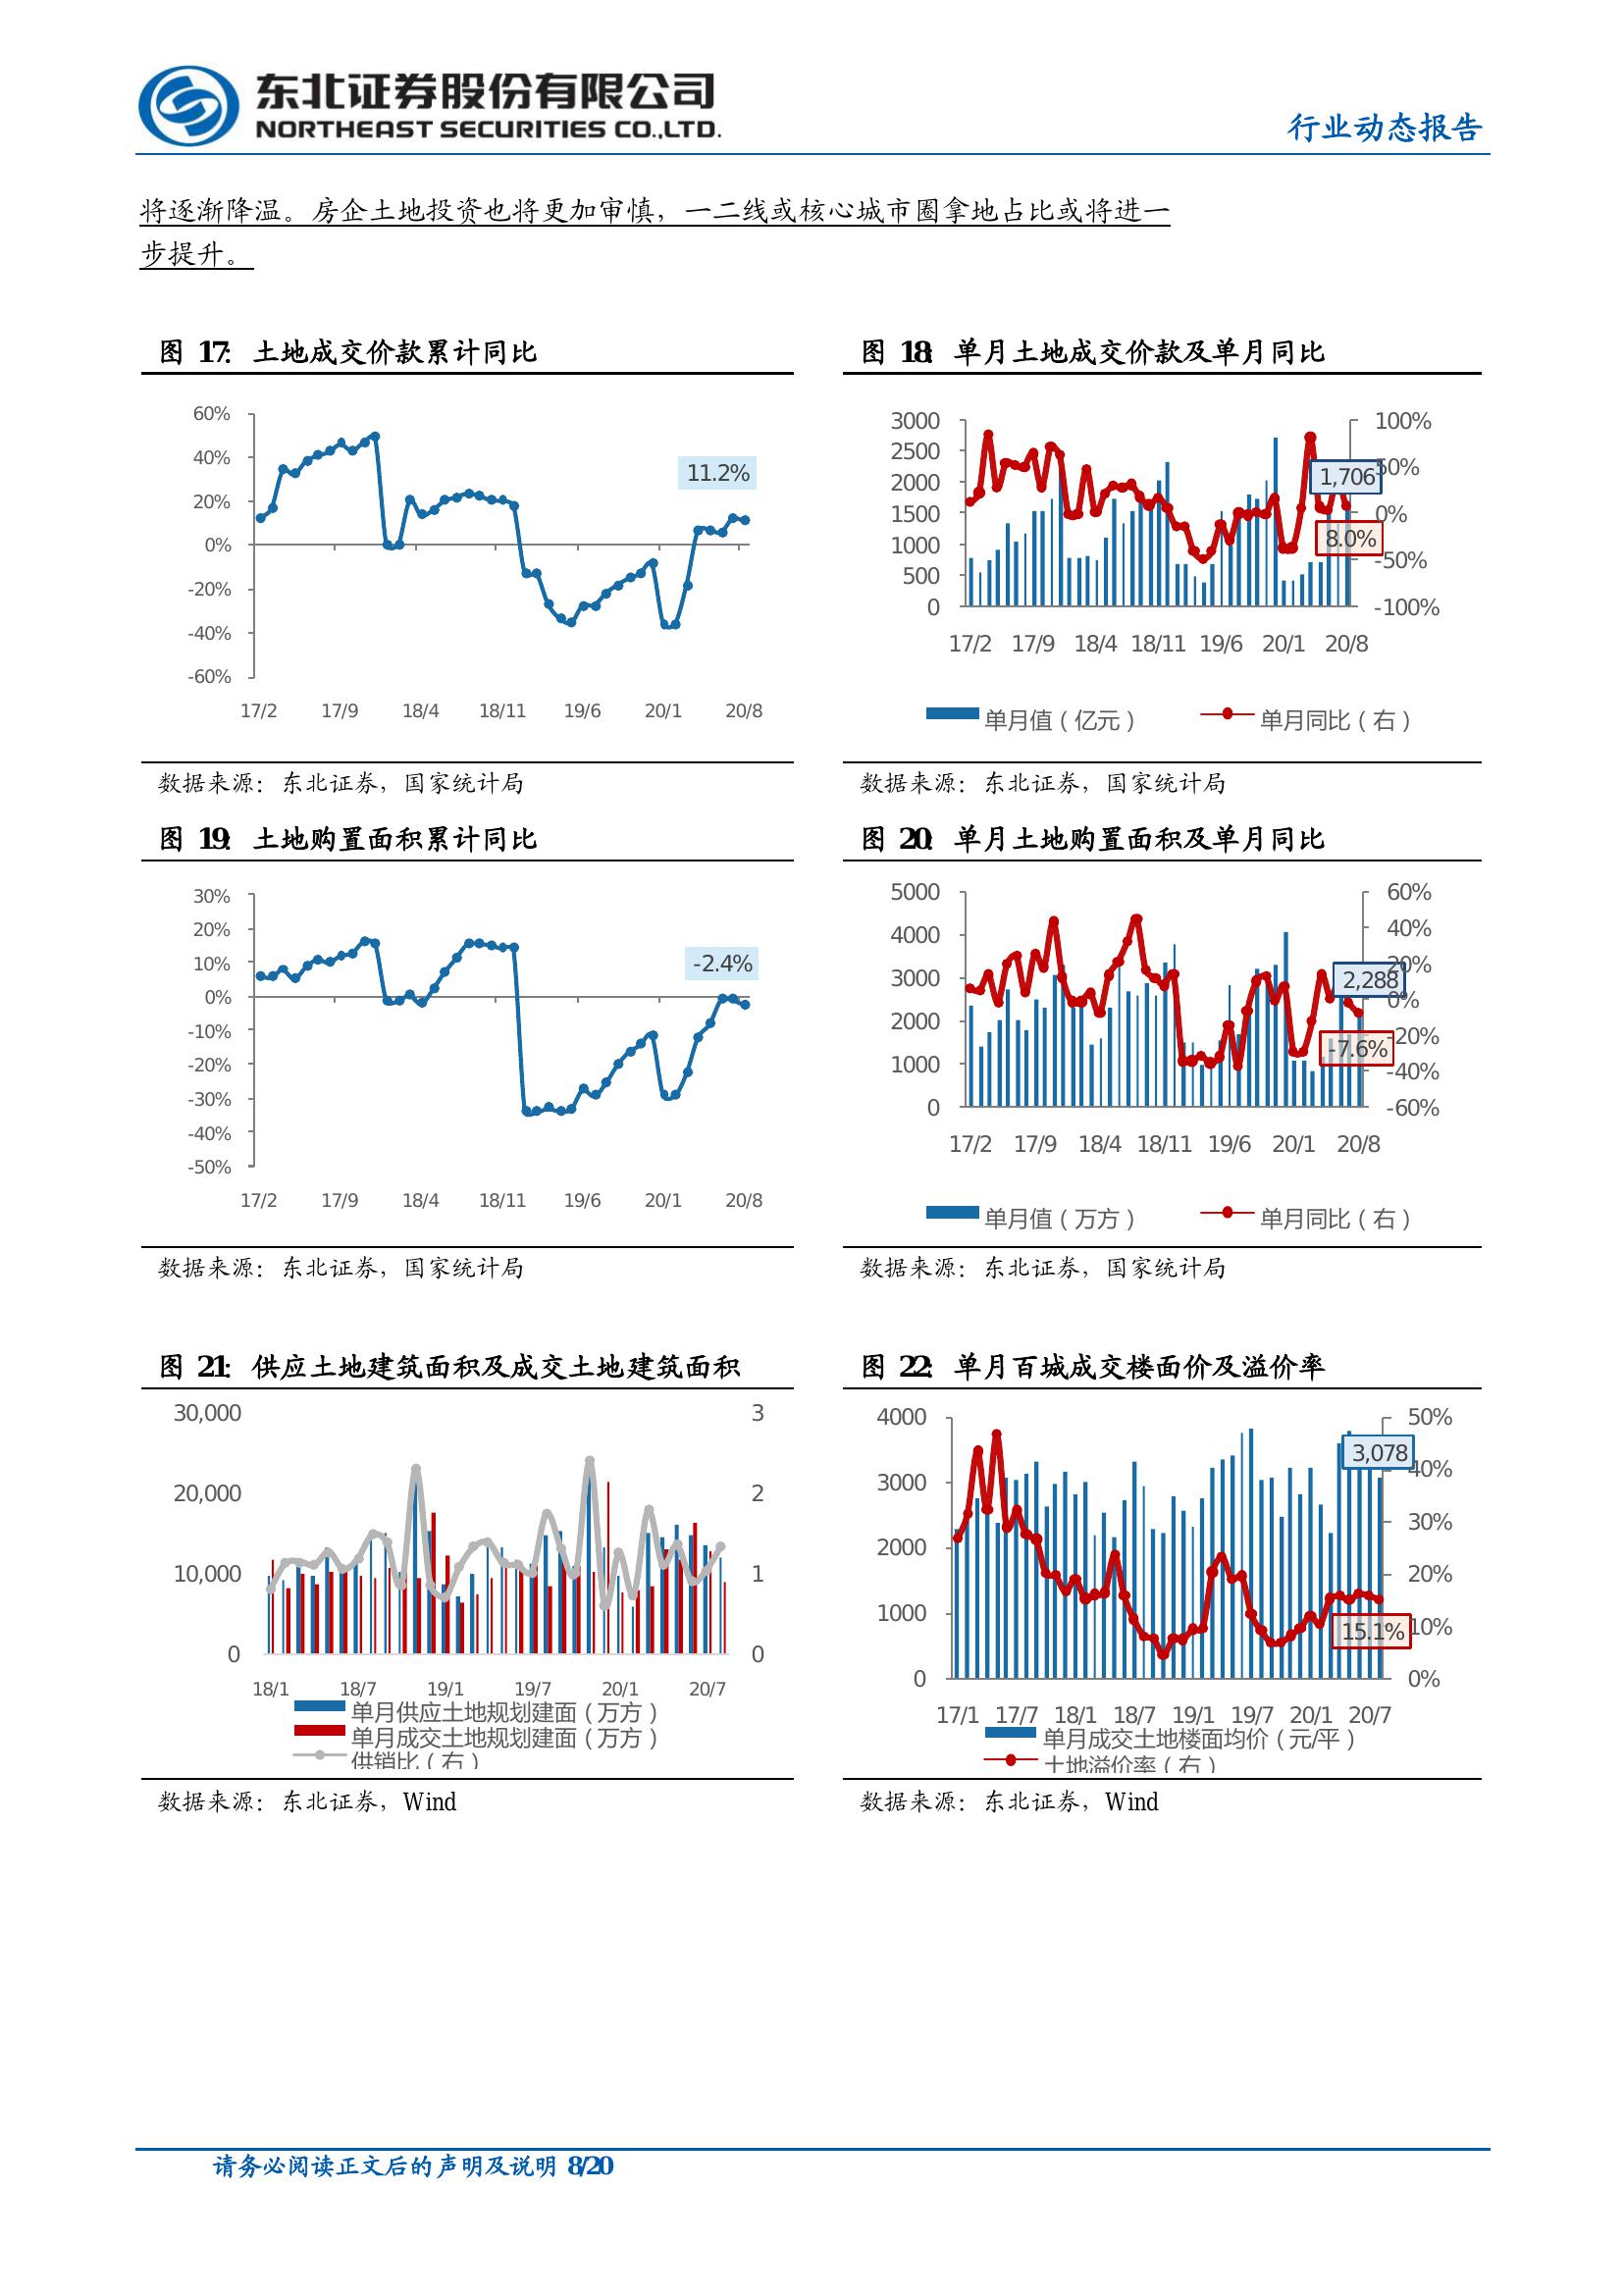 东北证券股份有限公司
NORTHEAST SECURITIES CO.,LTD.
行业动态报告
将逐渐降温。房企土地投资也将更加审慎，一二线或核心城市圈拿地占比或将进一
步提升。
图 17： 土地成交价款累计同比
60%
40%
20%
0%
-20%
-40%
-60%
11.2%
17/2 17/9 18/4 18/11 19/6 20/1 20/8
数据来源：东北证券，国家统计局
图 18： 单月土地成交价款及单月同比
3000
2500
2000
1500
1000
500
0
100%
50%
0%
-50%
-100%
1,706
8.0%
17/2 17/9 18/4 18/11 19/6 20/1 20/8
单月值（亿元） 单月同比（右）
数据来源：东北证券，国家统计局
图 19： 土地购置面积累计同比
30%
20%
10%
0%
-10%
-20%
-30%
-40%
-50%
-2.4%
17/2 17/9 18/4 18/11 19/6 20/1 20/8
数据来源：东北证券，国家统计局
图 20： 单月土地购置面积及单月同比
5000
4000
3000
2000
1000
0
60%
40%
20%
0%
-20%
-40%
-60%
2,288
-7.6%
17/2 17/9 18/4 18/11 19/6 20/1 20/8
单月值（万方） 单月同比（右）
数据来源：东北证券，国家统计局
图 21： 供应土地建筑面积及成交土地建筑面积
30,000
20,000
10,000
0
3
2
1
0
18/1 18/7 19/1 19/7 20/1 20/7
单月供应土地规划建面（万方）
单月成交土地规划建面（万方）
供销比（右）
数据来源：东北证券，Wind
图 22： 单月百城成交楼面价及溢价率
4000
3000
2000
1000
0
50%
40%
30%
20%
10%
0%
3,078
15.1%
17/1 17/7 18/1 18/7 19/1 19/7 20/1 20/7
单月成交土地楼面均价（元/平）
土地溢价率（右）
数据来源：东北证券，Wind
请务必阅读正文后的声明及说明 8/20